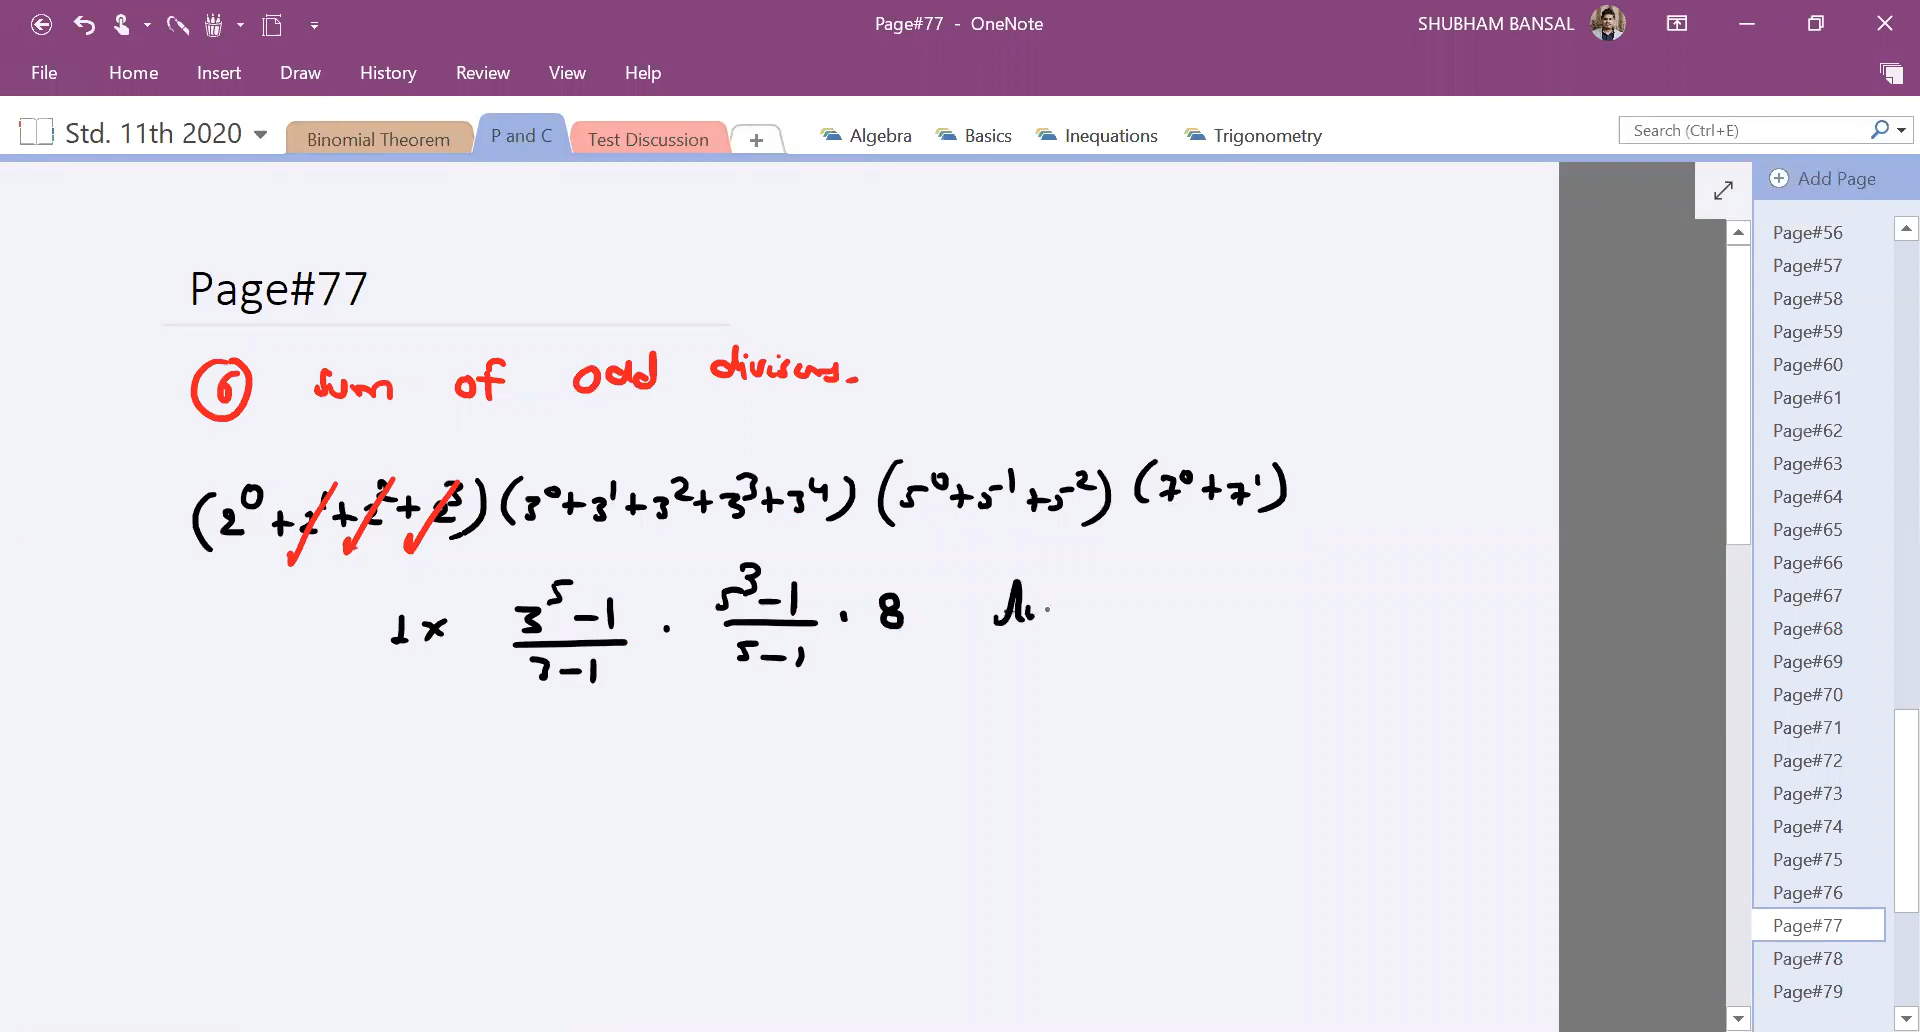 Page#77 - OneNote
SHUBHAM BANSAL
File Home Insert Draw History Review View Help
Std. 11th 2020
Binomial Theorem P and C Test Discussion +
Algebra Basics Inequations Trigonometry
Search (Ctrl+E)
Page#77
⑥ sum of odd divisors.
(2⁰ + 2¹ + 2² + 2³) (3⁰ + 3¹ + 3² + 3³ + 3⁴) (5⁰ + 5¹ + 5²) (7⁰ + 7¹)
1 × (3⁵ - 1)/(3 - 1) · (5³ - 1)/(5 - 1) · 8
Add Page
Page#56
Page#57
Page#58
Page#59
Page#60
Page#61
Page#62
Page#63
Page#64
Page#65
Page#66
Page#67
Page#68
Page#69
Page#70
Page#71
Page#72
Page#73
Page#74
Page#75
Page#76
Page#77
Page#78
Page#79